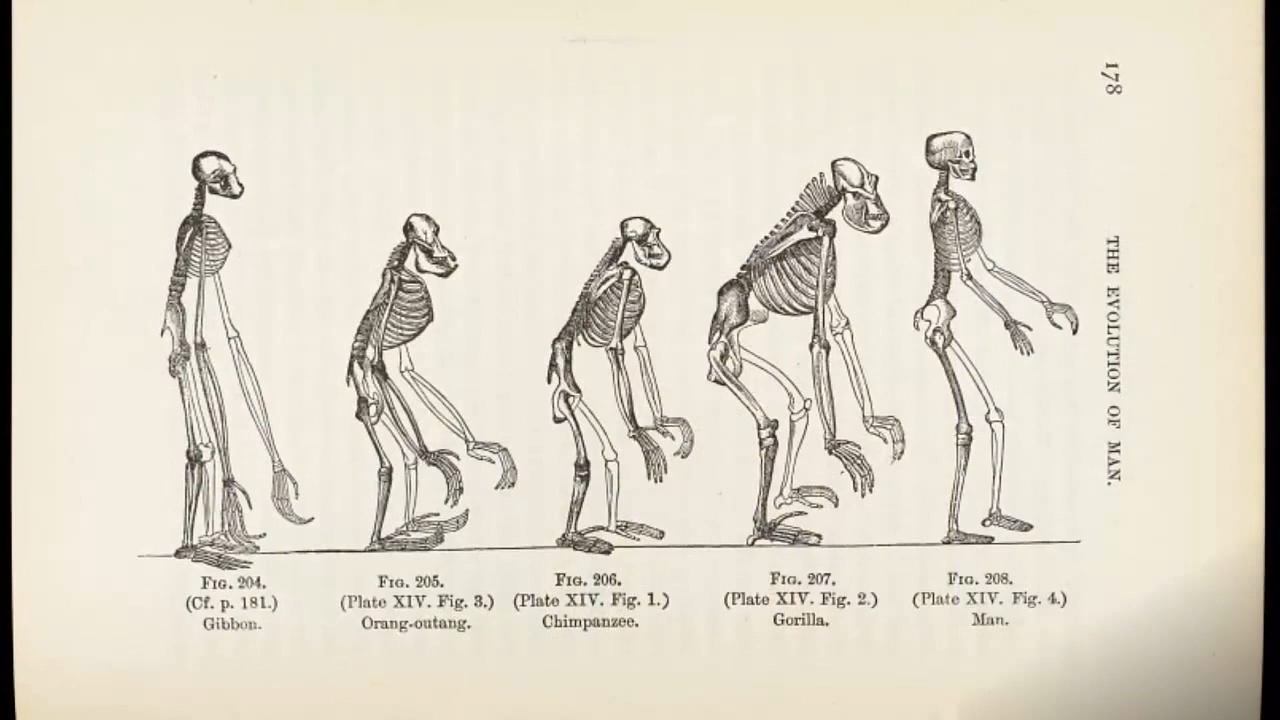 178
THE EVOLUTION OF MAN.
FIG. 204.
(Cf. p. 181.)
Gibbon.
FIG. 205.
(Plate XIV. Fig. 3.)
Orang-outang.
FIG. 206.
(Plate XIV. Fig. 1.)
Chimpanzee.
FIG. 207.
(Plate XIV. Fig. 2.)
Gorilla.
FIG. 208.
(Plate XIV. Fig. 4.)
Man.